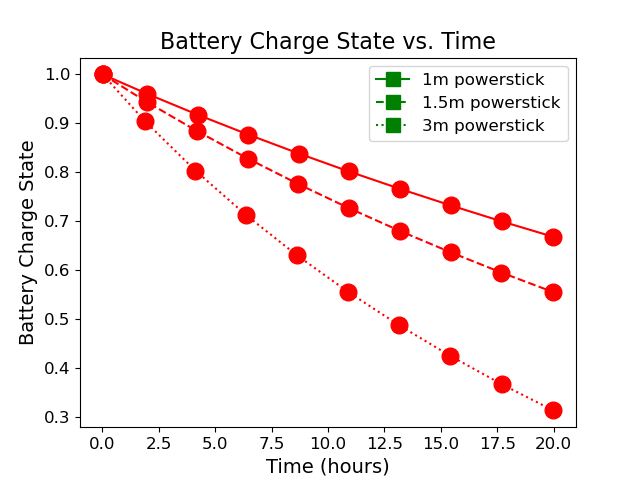 Battery Charge State vs. Time
1m powerstick
1.5m powerstick
3m powerstick
Battery Charge State
1.0
0.9
0.8
0.7
0.6
0.5
0.4
0.3
0.0 2.5 5.0 7.5 10.0 12.5 15.0 17.5 20.0
Time (hours)